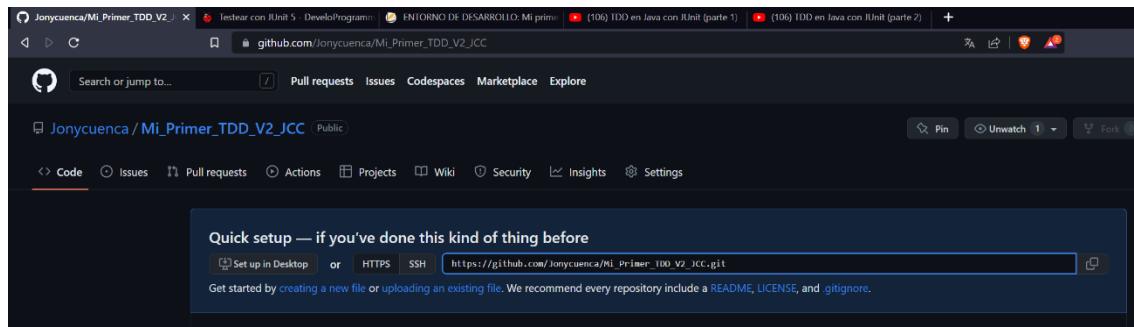 Jonycuenca/Mi_Primer_TDD_V2_J
Testear con JUnit 5 - DeveloProgramm
ENTORNO DE DESARROLLO: Mi prime
(106) TDD en Java con JUnit (parte 1)
(106) TDD en Java con JUnit (parte 2)
github.com/Jonycuenca/Mi_Primer_TDD_V2_JCC
2
Search or jump to...
/
Pull requests Issues Codespaces Marketplace Explore
Jonycuenca / Mi_Primer_TDD_V2_JCC Public
Pin
Unwatch 1
Fork 0
<> Code Issues Pull requests Actions Projects Wiki Security Insights Settings
Quick setup — if you've done this kind of thing before
Set up in Desktop or HTTPS SSH https://github.com/Jonycuenca/Mi_Primer_TDD_V2_JCC.git
Get started by creating a new file or uploading an existing file. We recommend every repository include a README, LICENSE, and .gitignore.